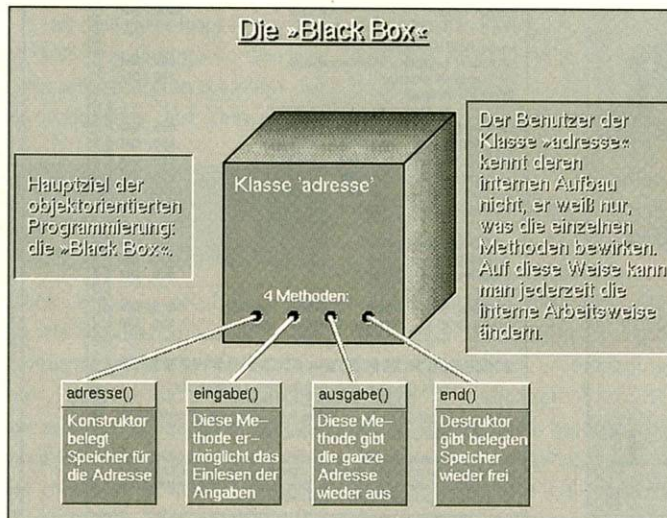 Die »Black Box«
Hauptziel der
objektorientierten
Programmierung:
die »Black Box«.
Klasse 'adresse'
4 Methoden:
Der Benutzer der
Klasse »adresse«
kennt deren
internen Aufbau
nicht, er weiß nur,
was die einzelnen
Methoden bewirken.
Auf diese Weise kann
man jederzeit die
interne Arbeitsweise
ändern.
adresse()
Konstruktor
belegt
Speicher für
die Adresse
eingabe()
Diese Me–
thode er–
möglicht das
Einlesen der
Angaben
ausgabe()
Diese Me–
thode gibt
die ganze
Adresse
wieder aus
end()
Destruktor
gibt belegten
Speicher
wieder frei